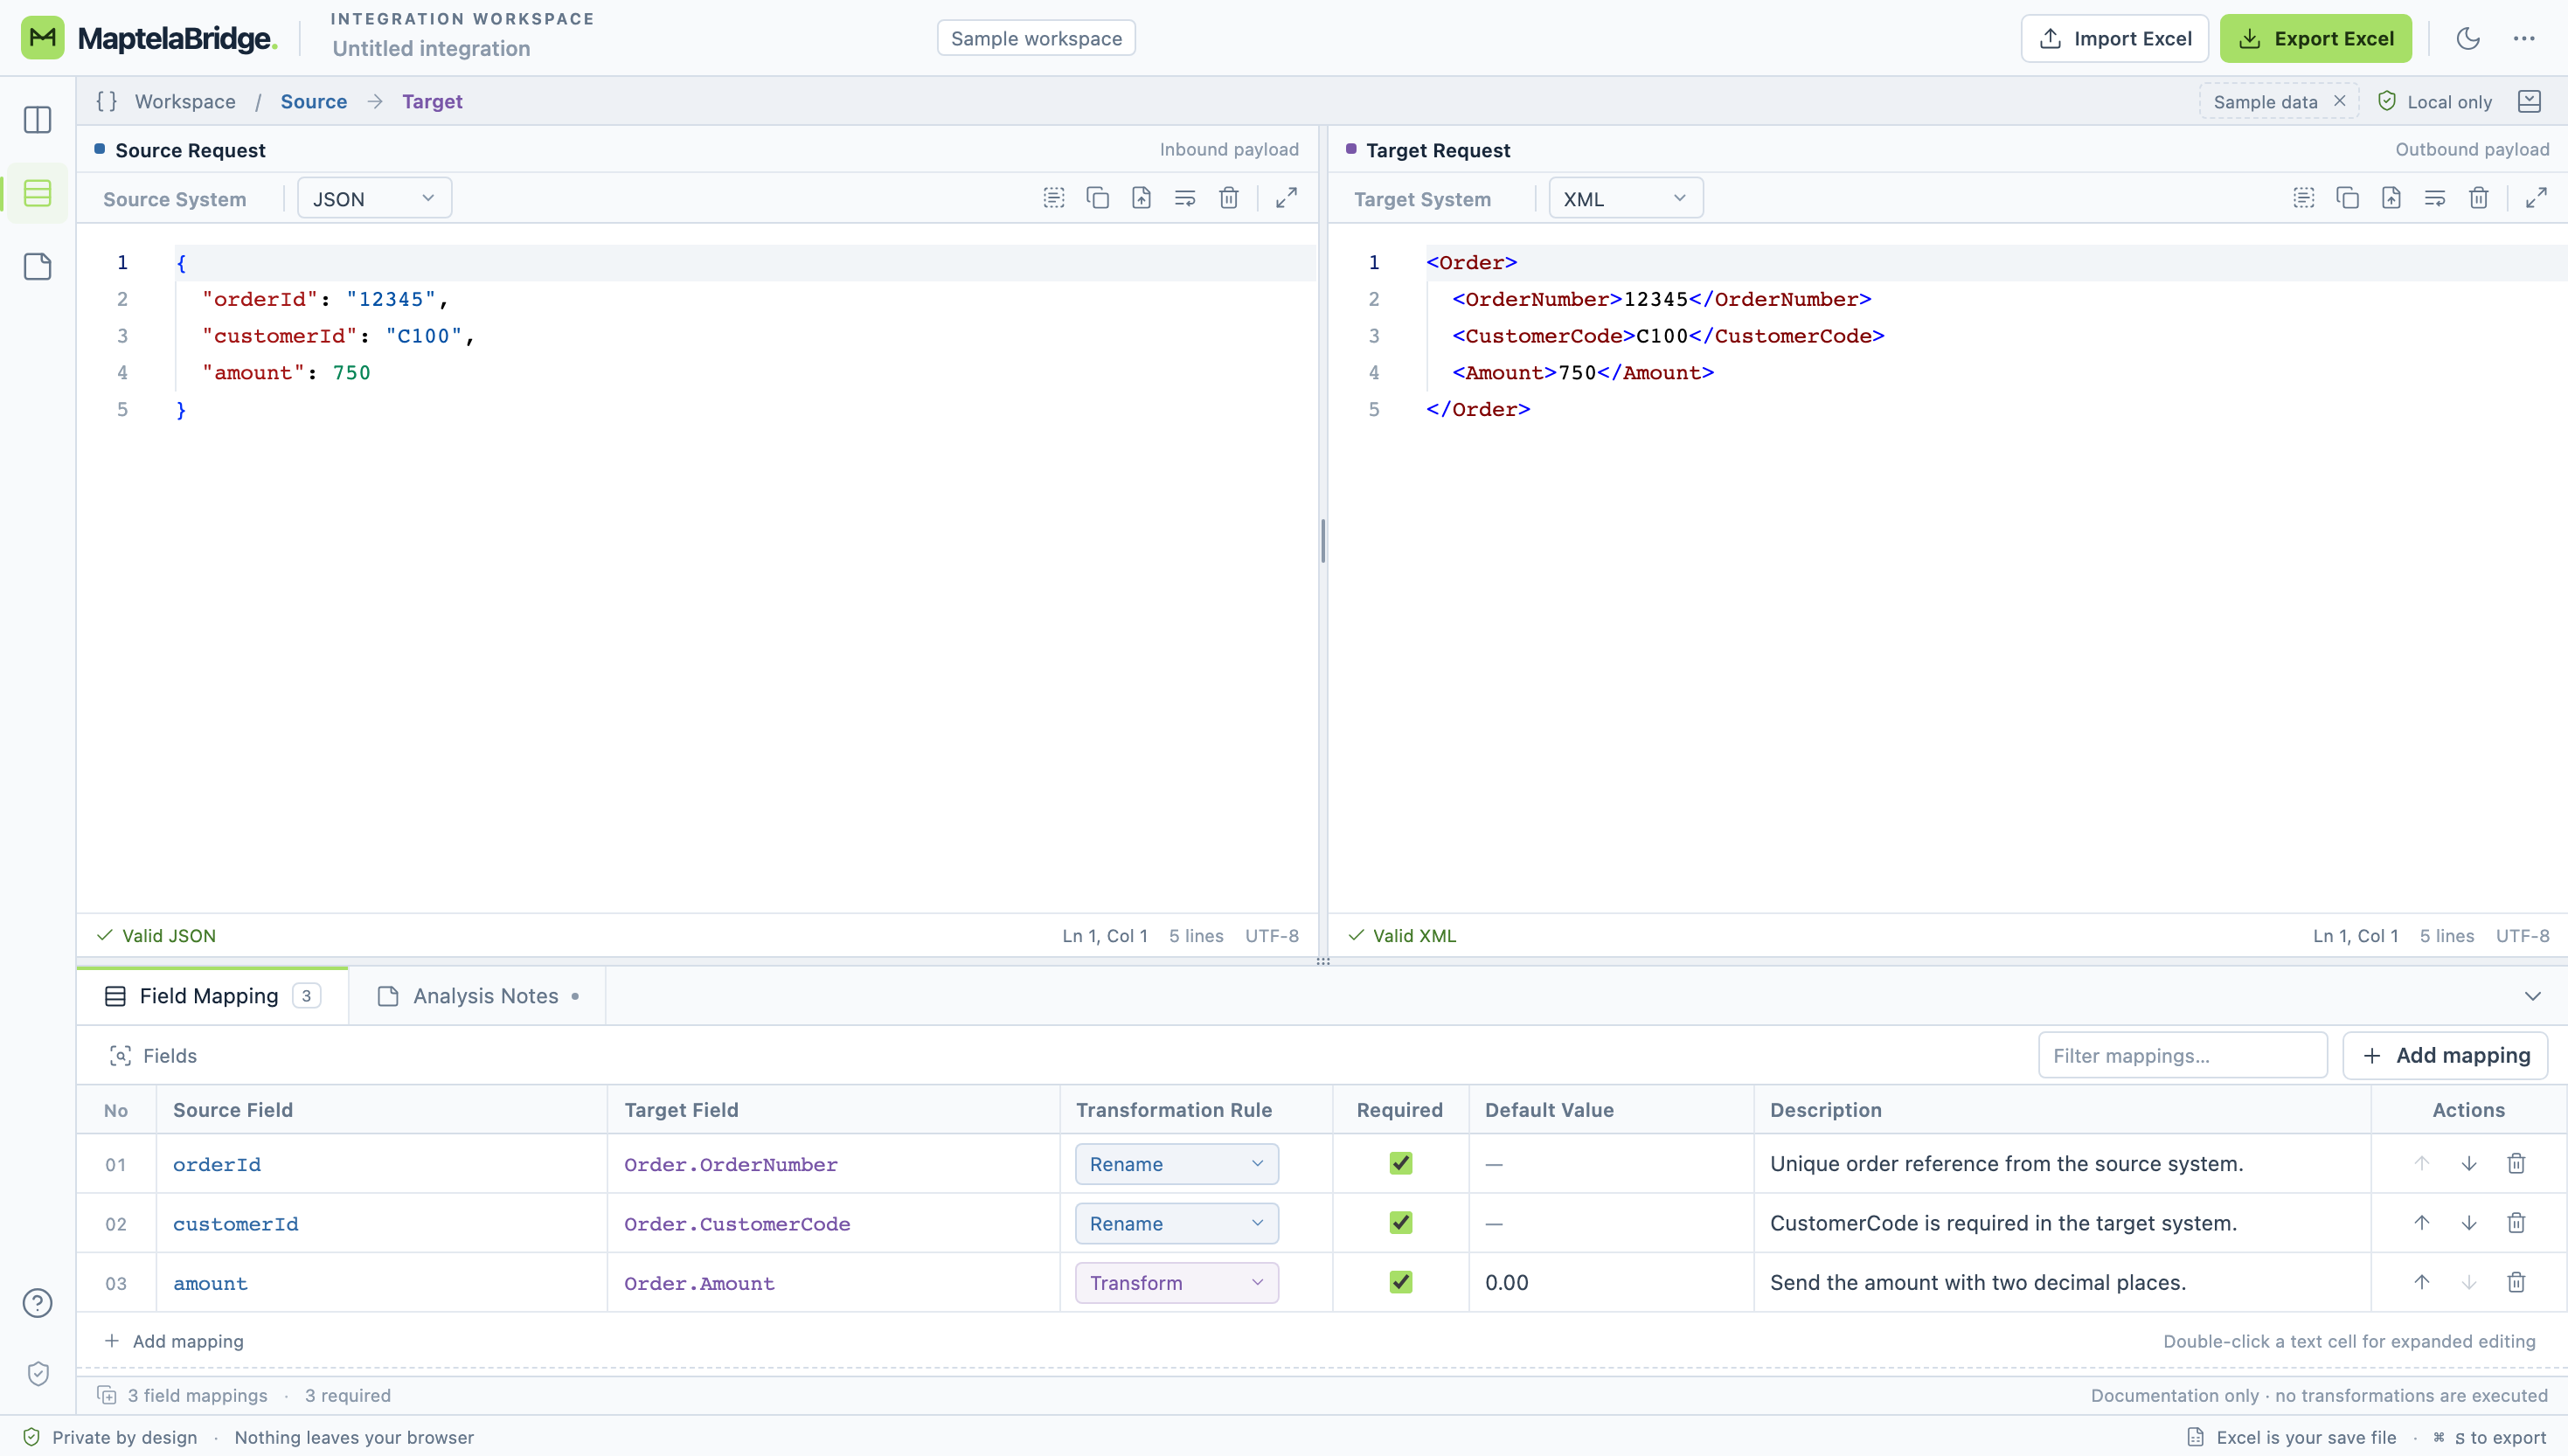 MaptelaBridge.
INTEGRATION WORKSPACE
Untitled integration
Sample workspace
Import Excel
Export Excel
{ } Workspace / Source → Target
Sample data ×
Local only
Source Request
Inbound payload
Source System
JSON
1 {
2 "orderId": "12345",
3 "customerId": "C100",
4 "amount": 750
5 }
Valid JSON
Ln 1, Col 1 5 lines UTF-8
Target Request
Outbound payload
Target System
XML
1 <Order>
2 <OrderNumber>12345</OrderNumber>
3 <CustomerCode>C100</CustomerCode>
4 <Amount>750</Amount>
5 </Order>
Valid XML
Ln 1, Col 1 5 lines UTF-8
Field Mapping 3
Analysis Notes •
Fields
Filter mappings...
+ Add mapping
No Source Field Target Field Transformation Rule Required Default Value Description Actions
01 orderId Order.OrderNumber Rename — Unique order reference from the source system.
02 customerId Order.CustomerCode Rename — CustomerCode is required in the target system.
03 amount Order.Amount Transform 0.00 Send the amount with two decimal places.
+ Add mapping
Double-click a text cell for expanded editing
3 field mappings · 3 required
Documentation only · no transformations are executed
Private by design · Nothing leaves your browser
Excel is your save file · ⌘ S to export